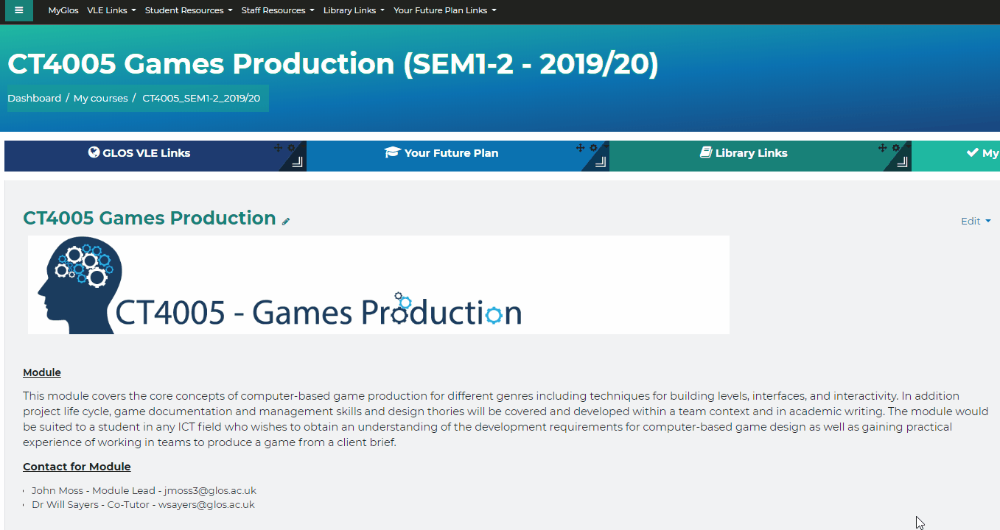 MyGlos VLE Links Student Resources Staff Resources Library Links Your Future Plan Links
CT4005 Games Production (SEM1-2 - 2019/20)
Dashboard / My courses / CT4005_SEM1-2_2019/20
GLOS VLE Links Your Future Plan Library Links My
CT4005 Games Production
Edit
CT4005 - Games Production
Module
This module covers the core concepts of computer-based game production for different genres including techniques for building levels, interfaces, and interactivity. In addition
project life cycle, game documentation and management skills and design thories will be covered and developed within a team context and in academic writing. The module would
be suited to a student in any ICT field who wishes to obtain an understanding of the development requirements for computer-based game design as well as gaining practical
experience of working in teams to produce a game from a client brief.
Contact for Module
John Moss - Module Lead - jmoss3@glos.ac.uk
Dr Will Sayers - Co-Tutor - wsayers@glos.ac.uk